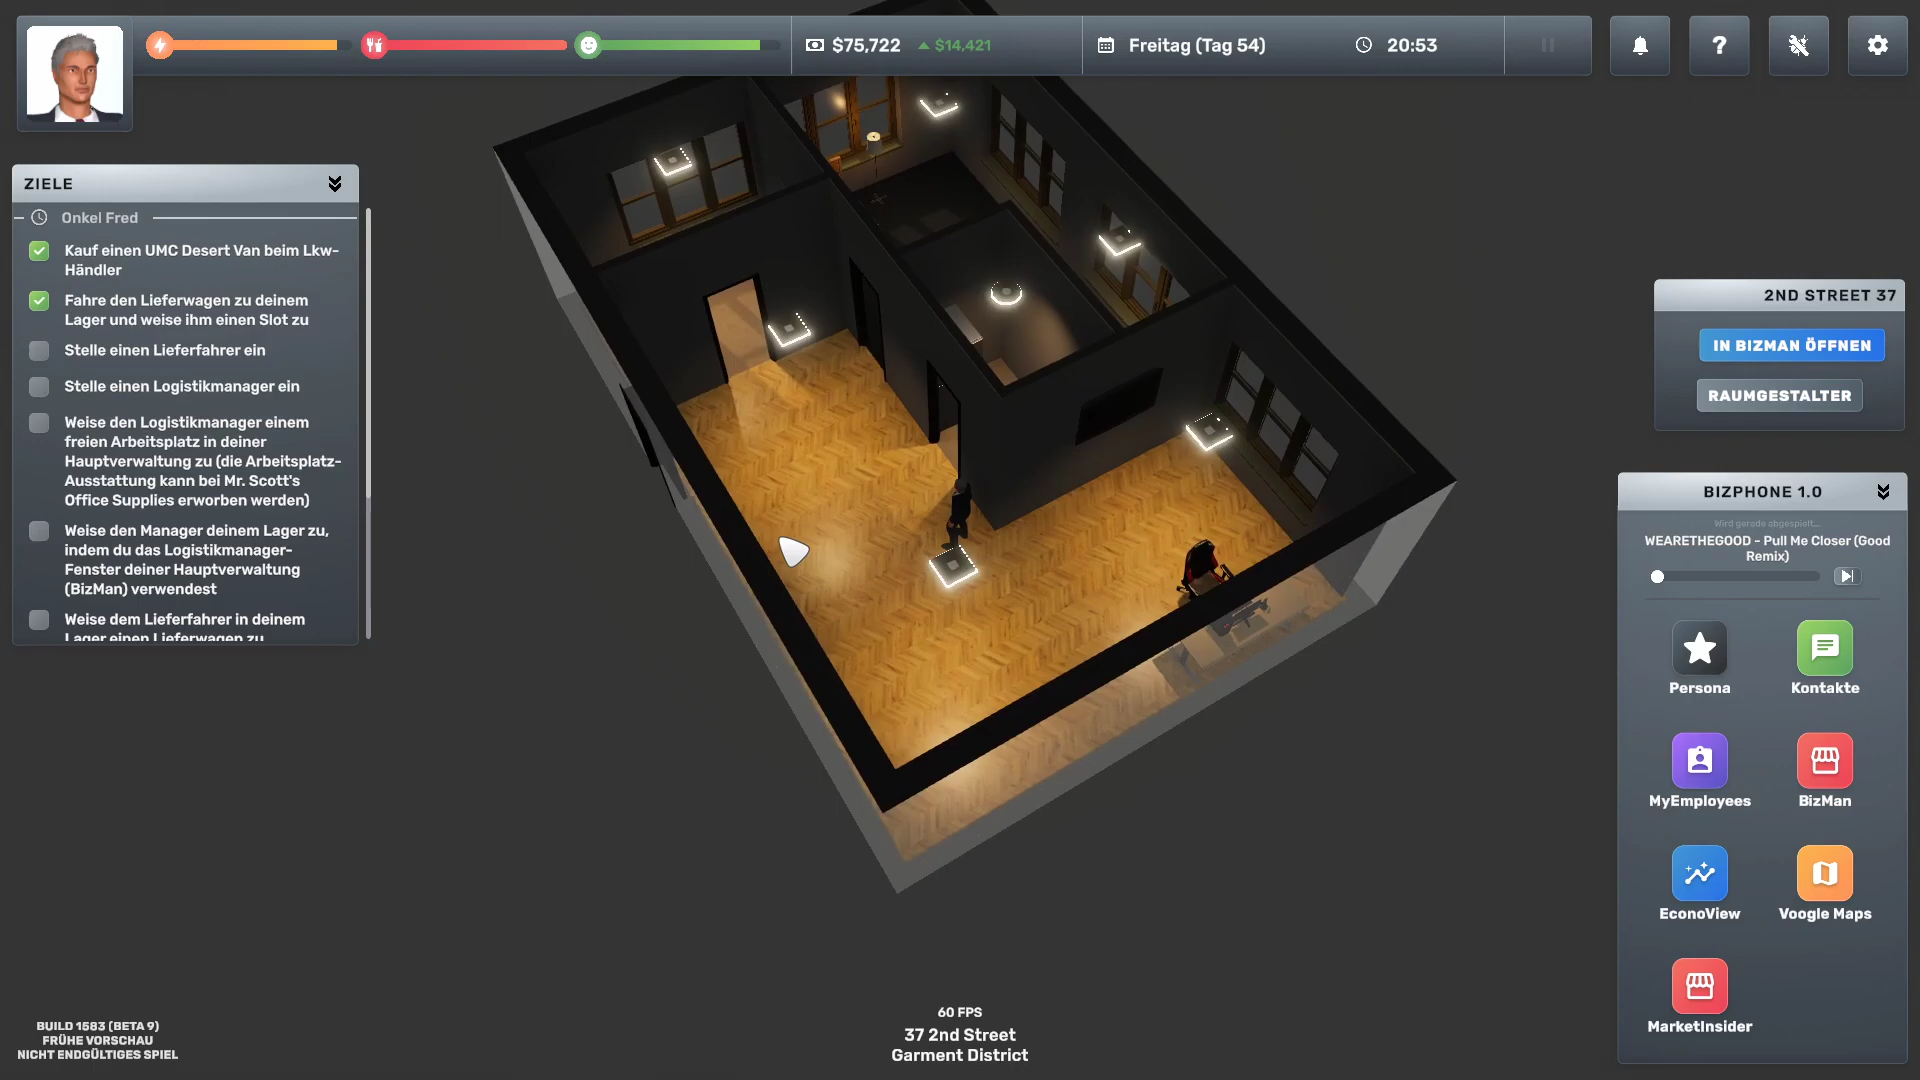 $75,722
$14,421
Freitag (Tag 54)
20:53
?
ZIELE
Onkel Fred
Kauf einen UMC Desert Van beim Lkw-
Händler
Fahre den Lieferwagen zu deinem
Lager und weise ihm einen Slot zu
Stelle einen Lieferfahrer ein
Stelle einen Logistikmanager ein
Weise den Logistikmanager einem
freien Arbeitsplatz in deiner
Hauptverwaltung zu (die Arbeitsplatz-
Ausstattung kann bei Mr. Scott's
Office Supplies erworben werden)
Weise den Manager deinem Lager zu,
indem du das Logistikmanager-
Fenster deiner Hauptverwaltung
(BizMan) verwendest
Weise dem Lieferfahrer in deinem
Lager einen Lieferwagen zu
2ND STREET 37
IN BIZMAN ÖFFNEN
RAUMGESTALTER
BIZPHONE 1.0
Wird gerade abgespielt...
WEARETHEGOOD - Pull Me Closer (Good
Remix)
Persona
Kontakte
MyEmployees
BizMan
EconoView
Voogle Maps
MarketInsider
60 FPS
37 2nd Street
Garment District
BUILD 1583 (BETA 9)
FRÜHE VORSCHAU
NICHT ENDGÜLTIGES SPIEL